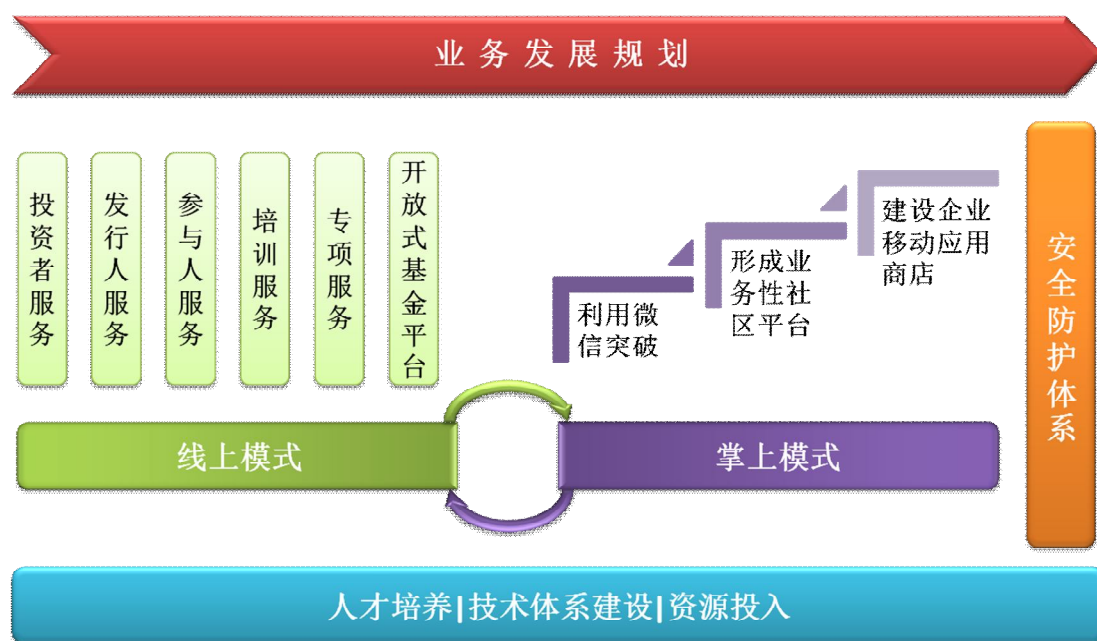 业务发展规划
投资者服务
发行人服务
参与人服务
培训服务
专项服务
开放式基金平台
利用微
信突破
形成业
务性社
区平台
建设企业
移动应用
商店
安全防护体系
线上模式
掌上模式
人才培养|技术体系建设|资源投入